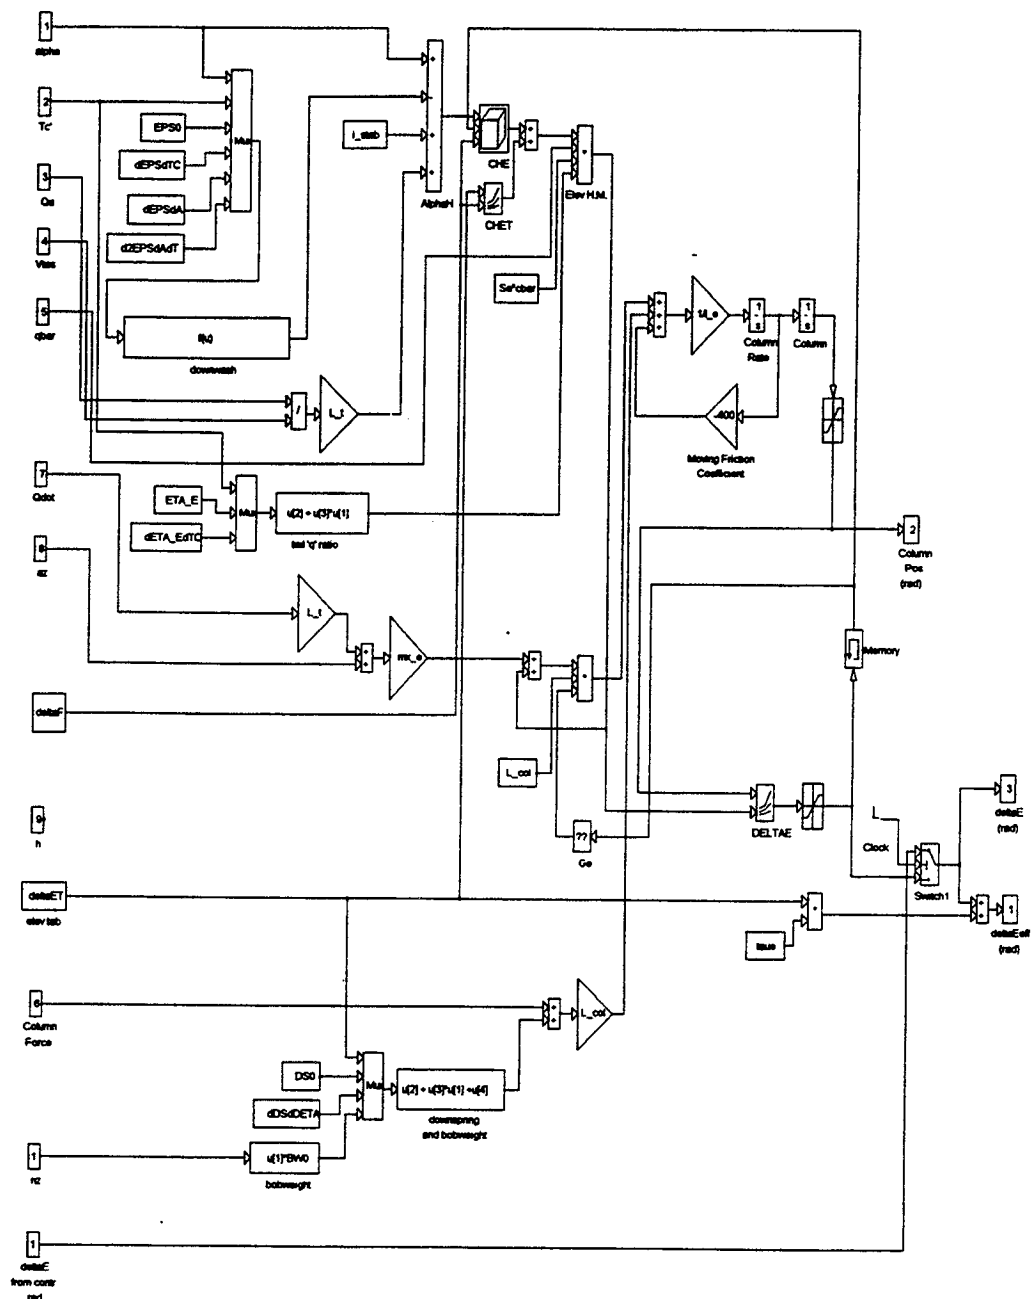 1
alpha
2
Tc'
EPS0
dEPSdTC
3
dEPSdA
d2EPSdAdT
4
5
qbar
Mux
i_stab
AlphaH
CHE
CHET
Elev H.M.
Se*cbar
f(u)
downwash
/
L_t
1/I_e
1
s
Column
Rate
1
s
Column
-400
Moving Friction
Coefficient
7
Qdot
ETA_E
dETA_EdTC
Mux
u[2] + u[3]*u[1]
tail 'q' ratio
8
az
L_t
mx_e
2
Column
Pos
(rad)
Memory
deltaF
L_col
??
Ge
DELTAE
Clock
Switch1
3
deltaE
(rad)
9
h
deltaET
elev tab
1
deltaEeff
(rad)
6
Column
Force
L_col
DS0
dDSdDETA
Mux
u[2] + u[3]*u[1] +u[4]
downspring
and bobweight
1
nz
u[1]*BW0
bobweight
1
deltaE
from contr
rad